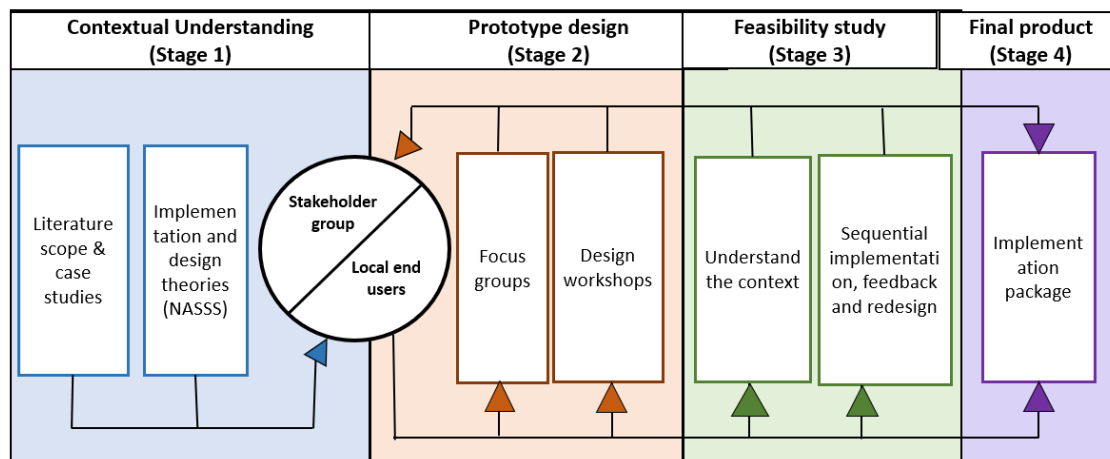 Contextual Understanding
(Stage 1)
Prototype design
(Stage 2)
Feasibility study
(Stage 3)
Final product
(Stage 4)
Literature
scope &
case
studies
Implemen
tation and
design
theories
(NASSS)
Stakeholder
group
Local end
users
Focus
groups
Design
workshops
Understand
the context
Sequential
implementati
on, feedback
and redesign
Implement
ation
package